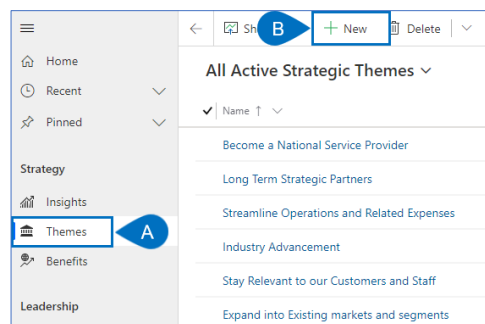 Home
Recent
Pinned
Strategy
Insights
Themes
Benefits
Leadership
A
B
New
Delete
All Active Strategic Themes
Name
Become a National Service Provider
Long Term Strategic Partners
Streamline Operations and Related Expenses
Industry Advancement
Stay Relevant to our Customers and Staff
Expand into Existing markets and segments